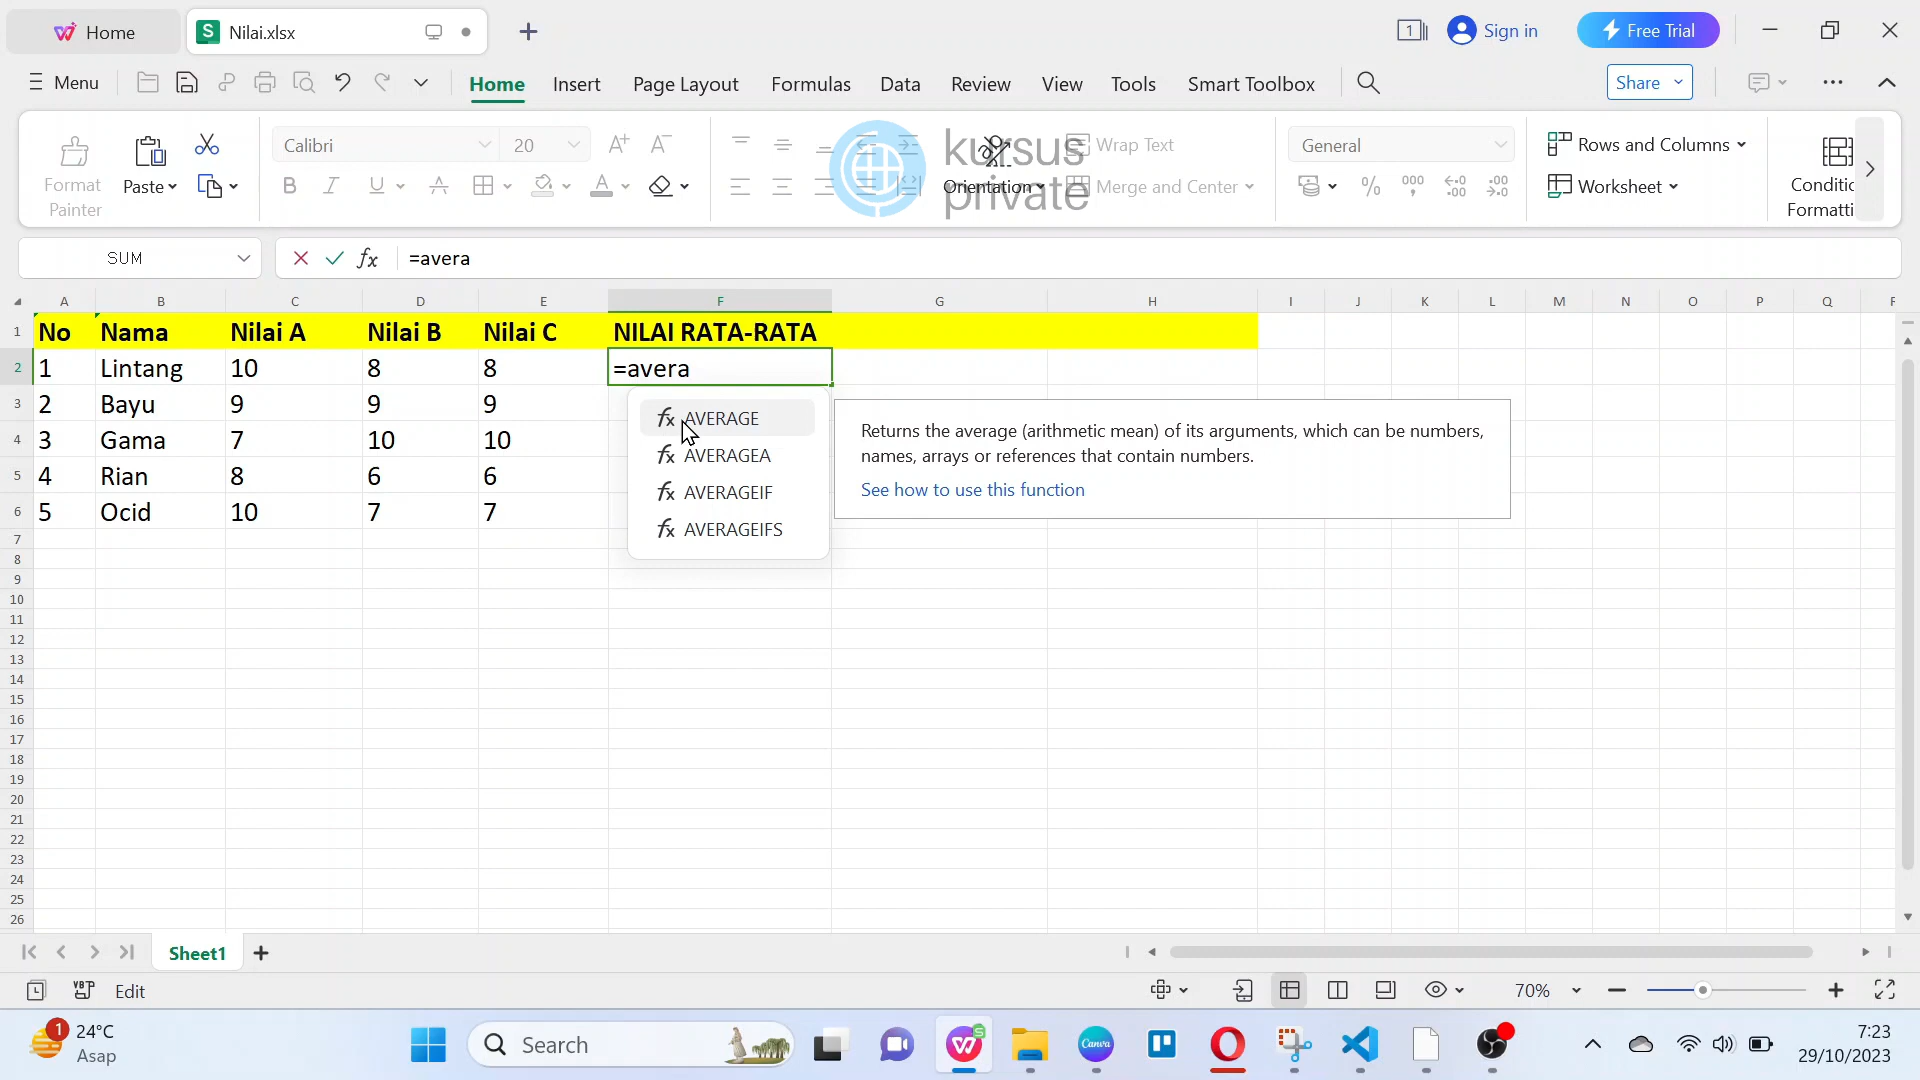 Home
Nilai.xlsx
Sign in
Free Trial
Menu
Home Insert Page Layout Formulas Data Review View Tools Smart Toolbox
Share
Format
Painter
Paste
Calibri
20
kursus
private
Orientation
Wrap Text
Merge and Center
General
Rows and Columns
Worksheet
Conditic
Formatti
SUM
=avera
A B C D E F G H I J K L M N O P Q
1 No Nama Nilai A Nilai B Nilai C NILAI RATA-RATA
2 1 Lintang 10 8 8 =avera
3 2 Bayu 9 9 9
4 3 Gama 7 10 10
5 4 Rian 8 6 6
6 5 Ocid 10 7 7
AVERAGE
AVERAGEA
AVERAGEIF
AVERAGEIFS
Returns the average (arithmetic mean) of its arguments, which can be numbers,
names, arrays or references that contain numbers.
See how to use this function
7
8
9
10
11
12
13
14
15
16
17
18
19
20
21
22
23
24
25
26
Sheet1
Edit
70%
1
24°C
Asap
Search
Canva
7:23
29/10/2023